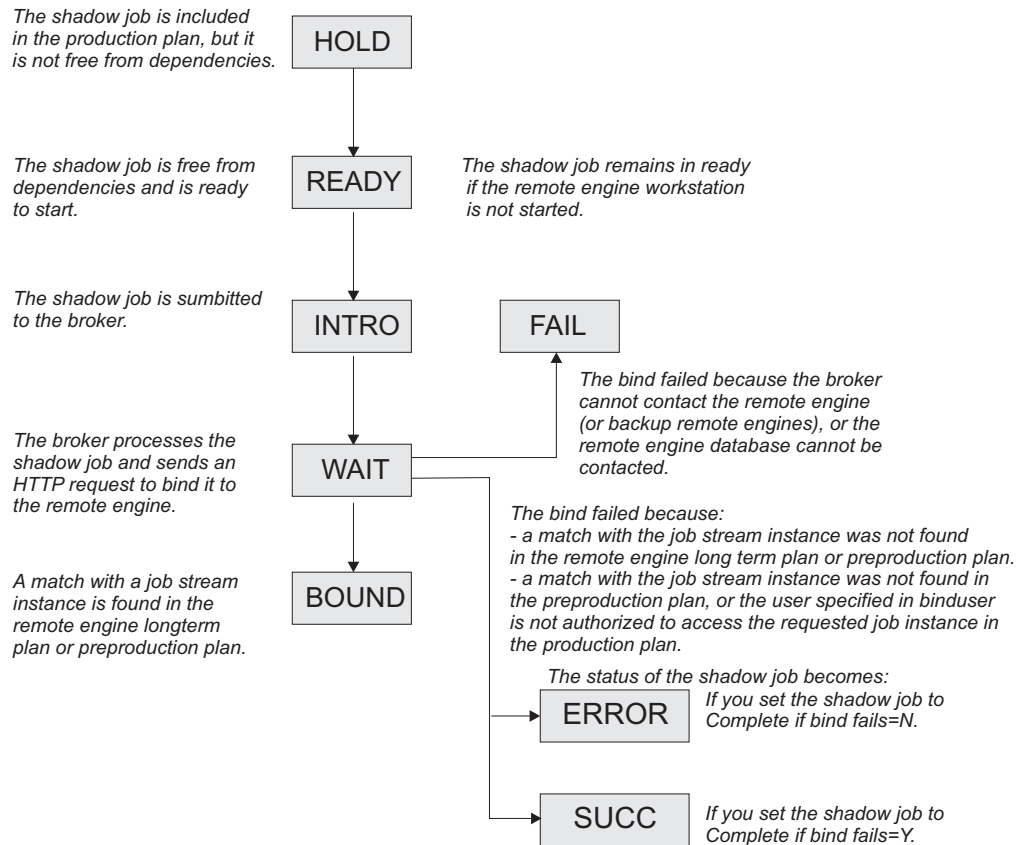 The shadow job is included
in the production plan, but it
is not free from dependencies.
HOLD
The shadow job is free from
dependencies and is ready
to start.
READY
The shadow job remains in ready
if the remote engine workstation
is not started.
The shadow job is sumbitted
to the broker.
INTRO
FAIL
The bind failed because the broker
cannot contact the remote engine
(or backup remote engines), or the
remote engine database cannot be
contacted.
The broker processes the
shadow job and sends an
HTTP request to bind it to
the remote engine.
WAIT
The bind failed because:
- a match with the job stream instance was not found
in the remote engine long term plan or preproduction plan.
- a match with the job stream instance was not found in
the preproduction plan, or the user specified in binduser
is not authorized to access the requested job instance in
the production plan.
A match with a job stream
instance is found in the
remote engine longterm
plan or preproduction plan.
BOUND
The status of the shadow job becomes:
ERROR
If you set the shadow job to
Complete if bind fails=N.
SUCC
If you set the shadow job to
Complete if bind fails=Y.